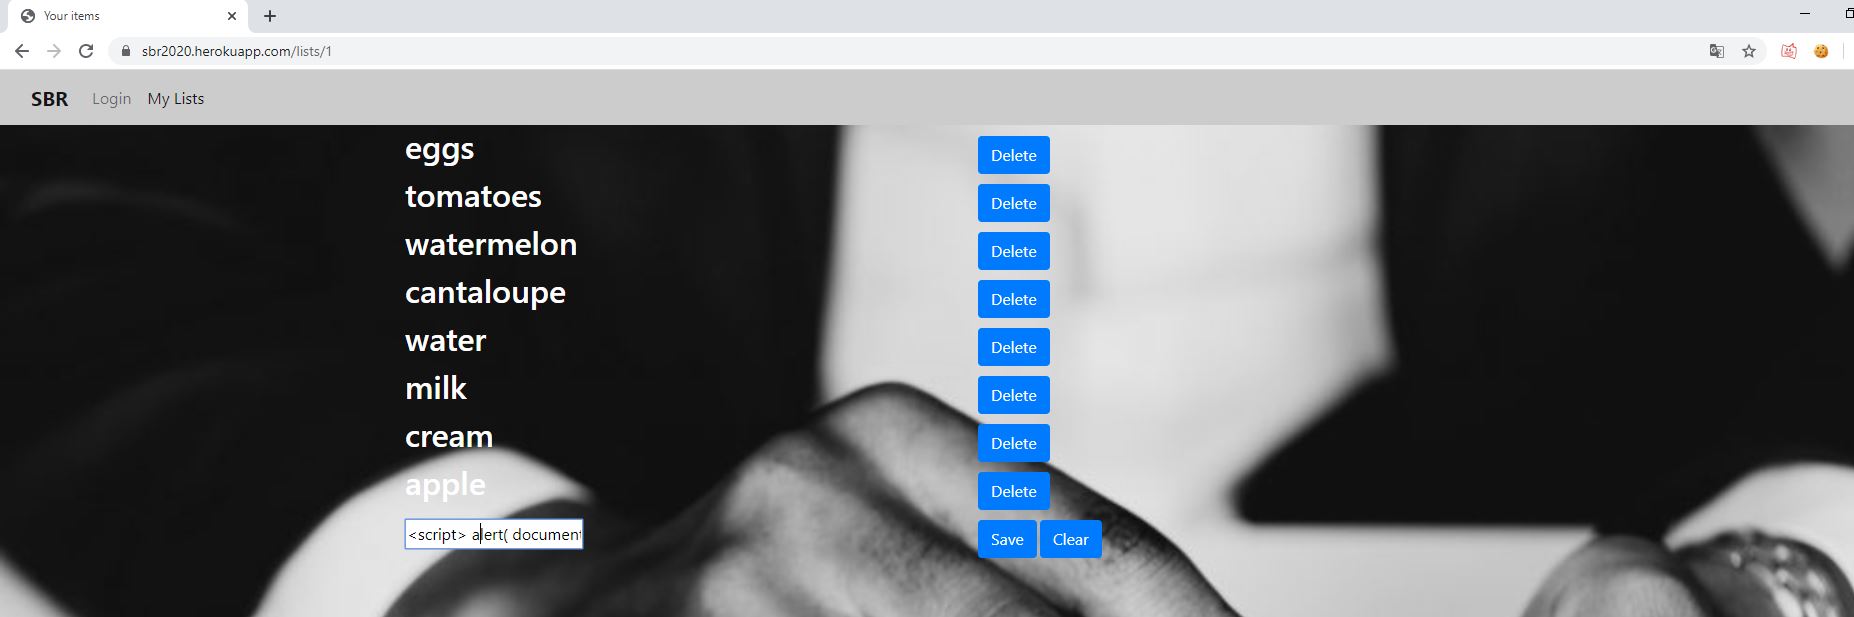 Your items
sbr2020.herokuapp.com/lists/1
SBR Login My Lists
eggs Delete
tomatoes Delete
watermelon Delete
cantaloupe Delete
water Delete
milk Delete
cream Delete
apple Delete
<script> alert( document Save Clear